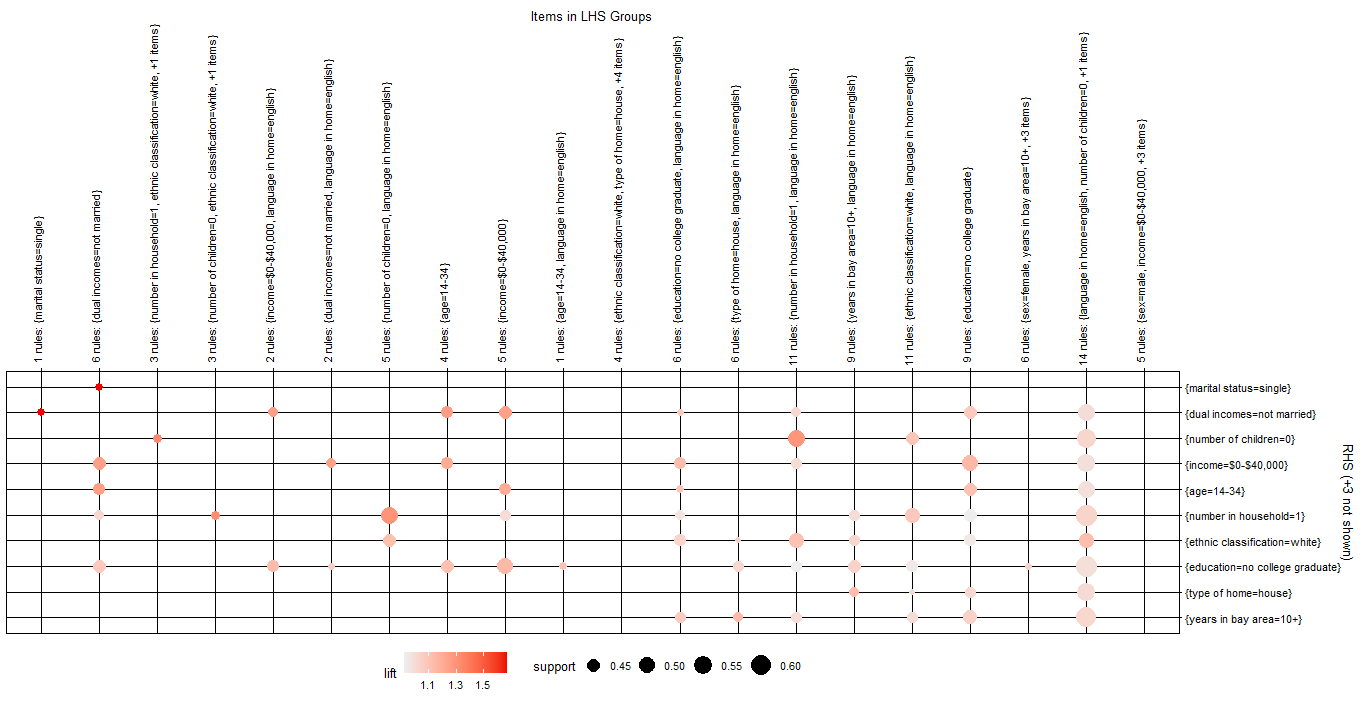 Items in LHS Groups
1 rules: {marital status=single}
6 rules: {dual incomes=not married}
3 rules: {number in household=1, ethnic classification=white, +1 items}
3 rules: {number of children=0, ethnic classification=white, +1 items}
2 rules: {income=$0-$40,000, language in home=english}
2 rules: {dual incomes=not married, language in home=english}
5 rules: {number of children=0, language in home=english}
4 rules: {age=14-34}
5 rules: {income=$0-$40,000}
1 rules: {age=14-34, language in home=english}
4 rules: {ethnic classification=white, type of home=house, +4 items}
6 rules: {education=no college graduate, language in home=english}
6 rules: {type of home=house, language in home=english}
11 rules: {number in household=1, language in home=english}
9 rules: {years in bay area=10+, language in home=english}
11 rules: {ethnic classification=white, language in home=english}
9 rules: {education=no college graduate}
6 rules: {sex=female, years in bay area=10+, +3 items}
14 rules: {language in home=english, number of children=0, +1 items}
5 rules: {sex=male, income=$0-$40,000, +3 items}
{marital status=single}
{dual incomes=not married}
{number of children=0}
{income=$0-$40,000}
{age=14-34}
{number in household=1}
{ethnic classification=white}
{education=no college graduate}
{type of home=house}
{years in bay area=10+}
RHS (+3 not shown)
lift
1.1 1.3 1.5
support 0.45 0.50 0.55 0.60